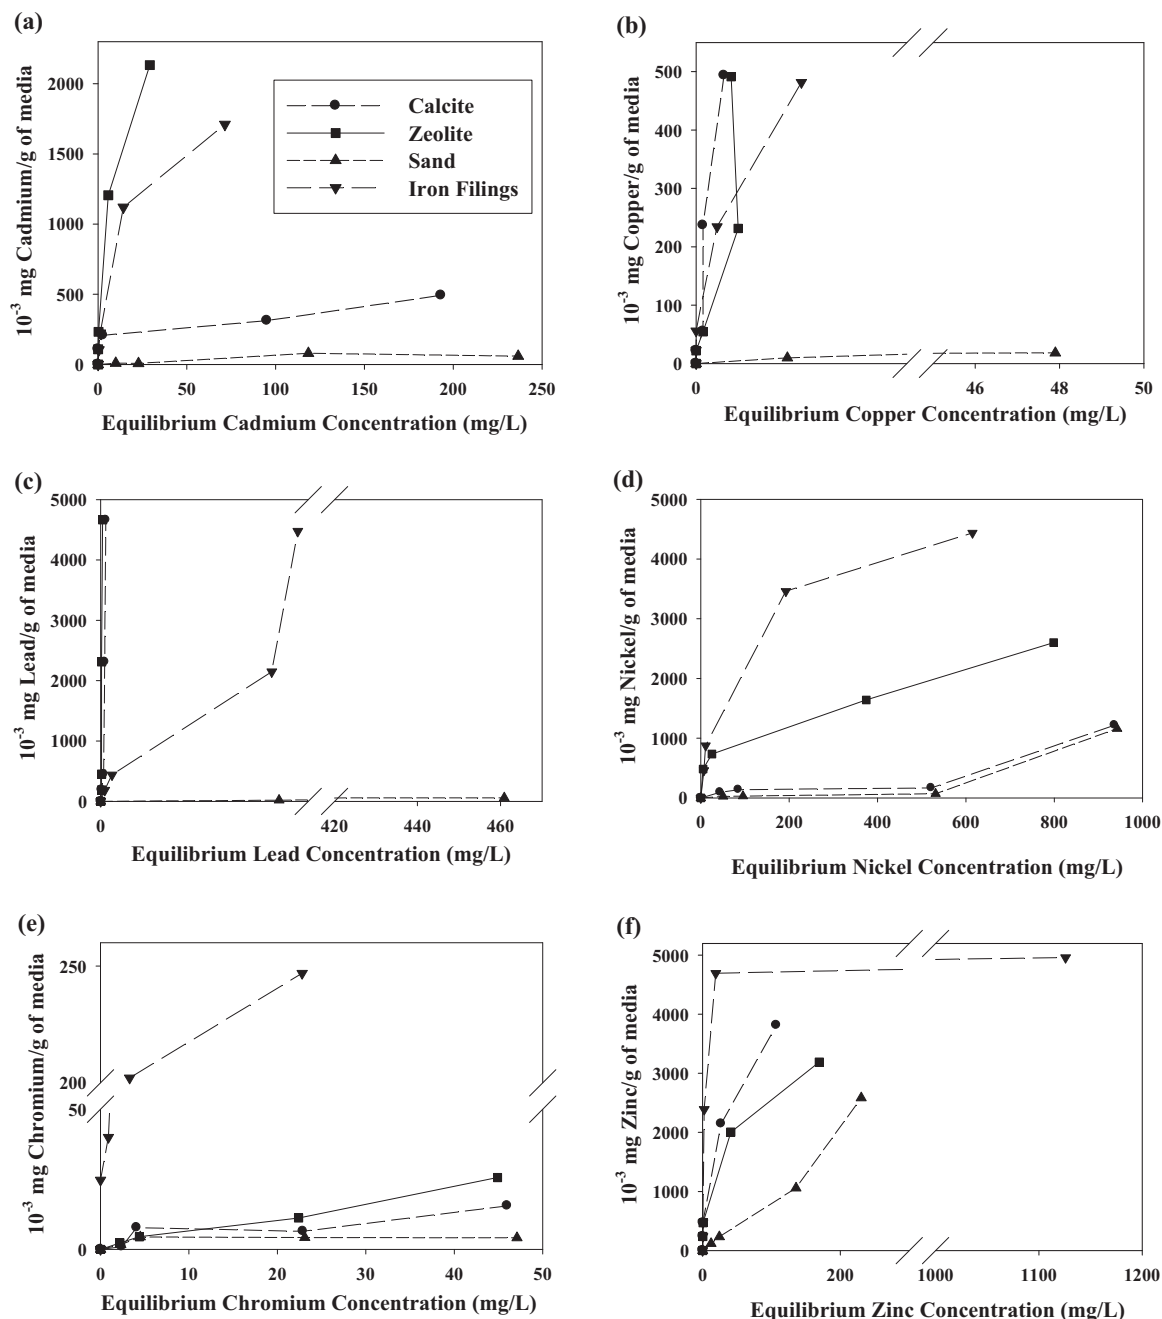 (a)
10⁻³ mg Cadmium/g of media
2000
1500
1000
500
0
Calcite
Zeolite
Sand
Iron Filings
0 50 100 150 200 250
Equilibrium Cadmium Concentration (mg/L)
(b)
10⁻³ mg Copper/g of media
500
400
300
200
100
0
0 46 48 50
Equilibrium Copper Concentration (mg/L)
(c)
10⁻³ mg Lead/g of media
5000
4000
3000
2000
1000
0
0 420 440 460
Equilibrium Lead Concentration (mg/L)
(d)
10⁻³ mg Nickel/g of media
5000
4000
3000
2000
1000
0
0 200 400 600 800 1000
Equilibrium Nickel Concentration (mg/L)
(e)
10⁻³ mg Chromium/g of media
250
200
50
0
0 10 20 30 40 50
Equilibrium Chromium Concentration (mg/L)
(f)
10⁻³ mg Zinc/g of media
5000
4000
3000
2000
1000
0
0 200 1000 1100 1200
Equilibrium Zinc Concentration (mg/L)